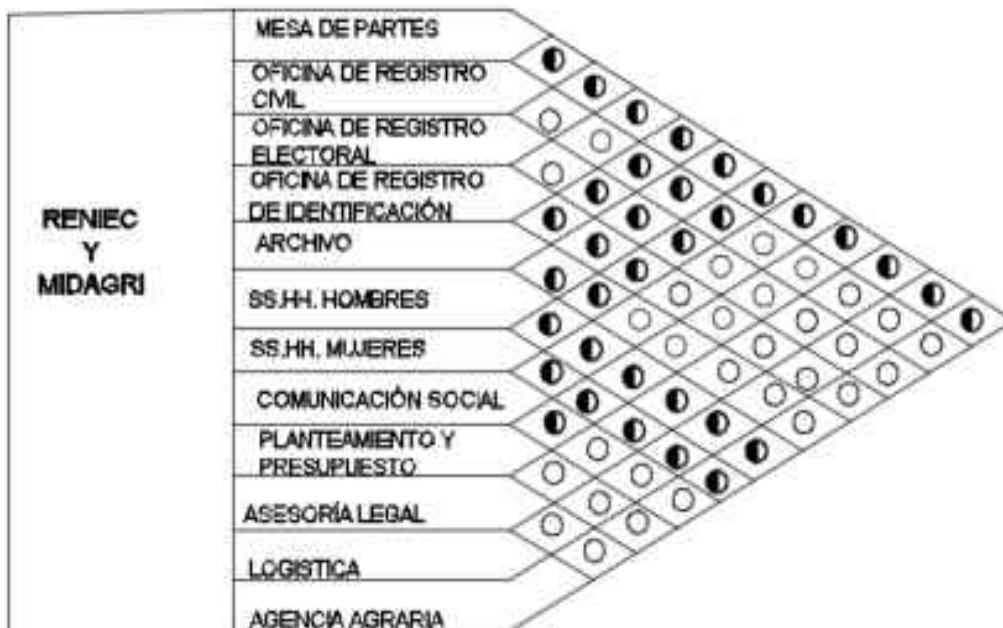 RENIEC
Y
MIDAGRI
MESA DE PARTES
OFICINA DE REGISTRO
CIVIL
OFICINA DE REGISTRO
ELECTORAL
OFICINA DE REGISTRO
DE IDENTIFICACIÓN
ARCHIVO
SS.HH. HOMBRES
SS.HH. MUJERES
COMUNICACIÓN SOCIAL
PLANTEAMIENTO Y
PRESUPUESTO
ASESORÍA LEGAL
LOGISTICA
AGENCIA AGRARIA